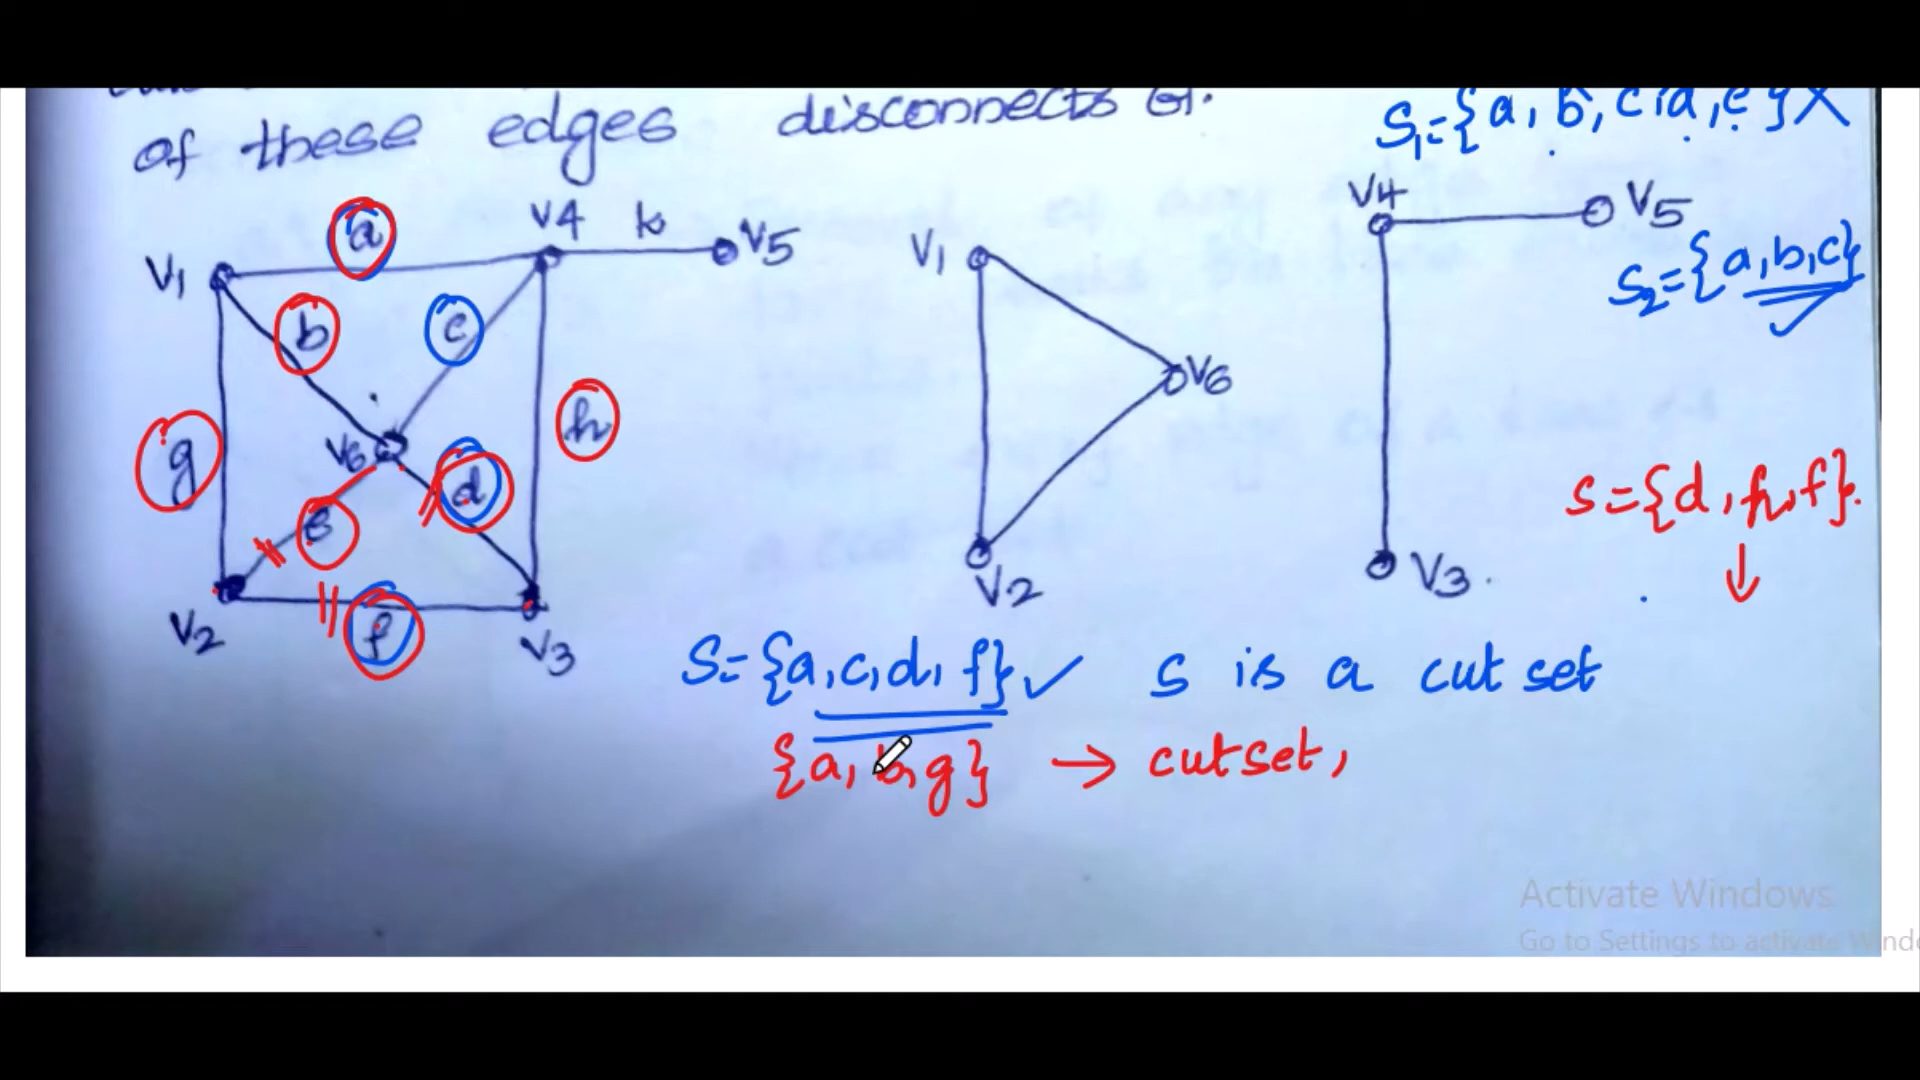 of these edges disconnects G.
S1={a, b, c, d, e} X
a
V4 k V5
V1
b
c
g
h
V6
d
e
V2
f
V3
V1
V6
V2
V4
V5
S2={a,b,c}
V3
S={d, h, f}.
S={a,c,d,f} ✓ S is a cut set
{a, b, g} → cutset,
Activate Windows
Go to Settings to activate Windo